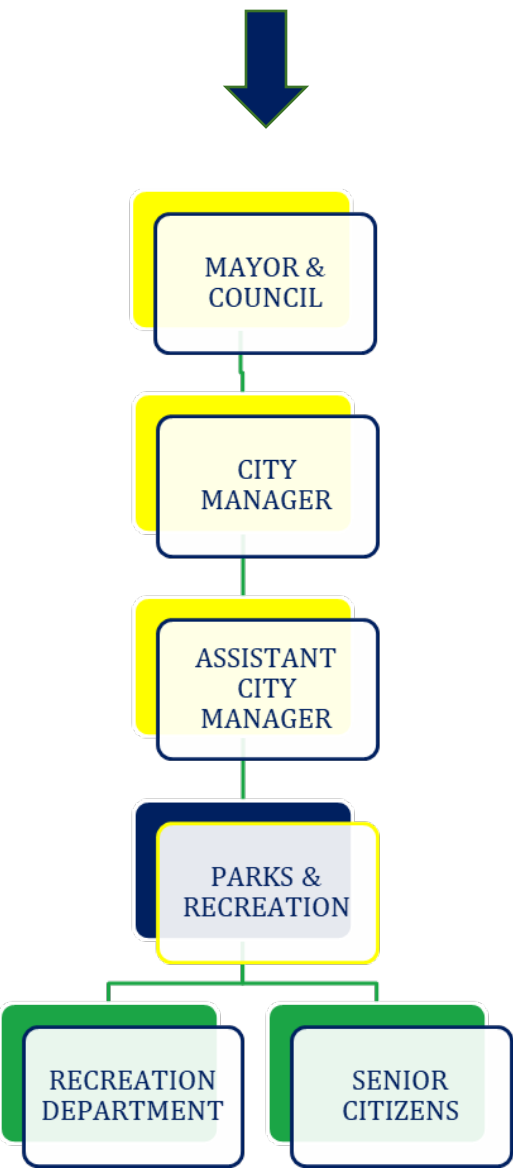 MAYOR &
COUNCIL
CITY
MANAGER
ASSISTANT
CITY
MANAGER
PARKS &
RECREATION
RECREATION
DEPARTMENT
SENIOR
CITIZENS